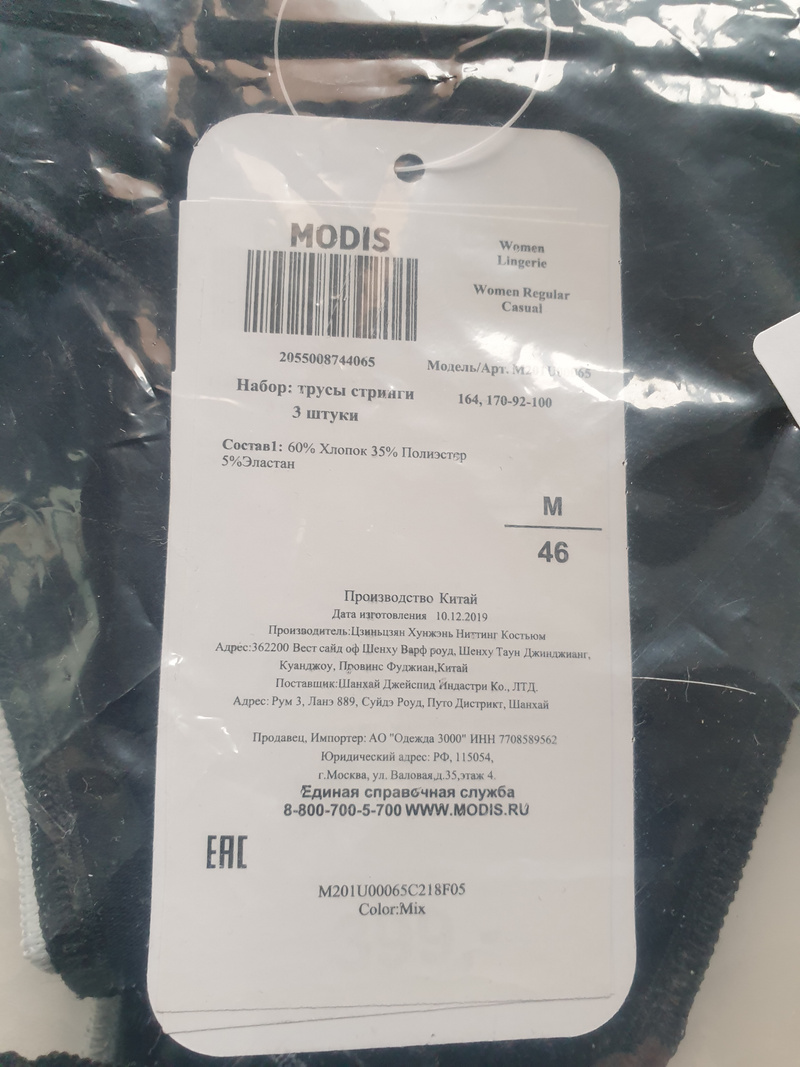 MODIS
Women
Lingerie
Women Regular
Casual
2055008744065
Модель/Арт. M201U00065
Набор: трусы стринги
3 штуки
164, 170-92-100
Состав1: 60% Хлопок 35% Полиэстер
5%Эластан
M
46
Производство Китай
Дата изготовления 10.12.2019
Производитель:Цзиньцзян Хунжэнь Ниттинг Костьюм
Адрес:362200 Вест сайд оф Шенху Варф роуд, Шенху Таун Джинджианг,
Куанджоу, Провинс Фуджиан,Китай
Поставщик:Шанхай Джейспид Индастри Ко., ЛТД.
Адрес: Рум 3, Ланэ 889, Суйдэ Роуд, Путо Дистрикт, Шанхай
Продавец, Импортер: АО "Одежда 3000" ИНН 7708589562
Юридический адрес: РФ, 115054,
г.Москва, ул. Валовая,д.35,этаж 4.
Единая справочная служба
8-800-700-5-700 WWW.MODIS.RU
EAC
M201U00065C218F05
Color:Mix